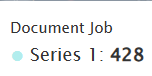 Document Job
Series 1: 428